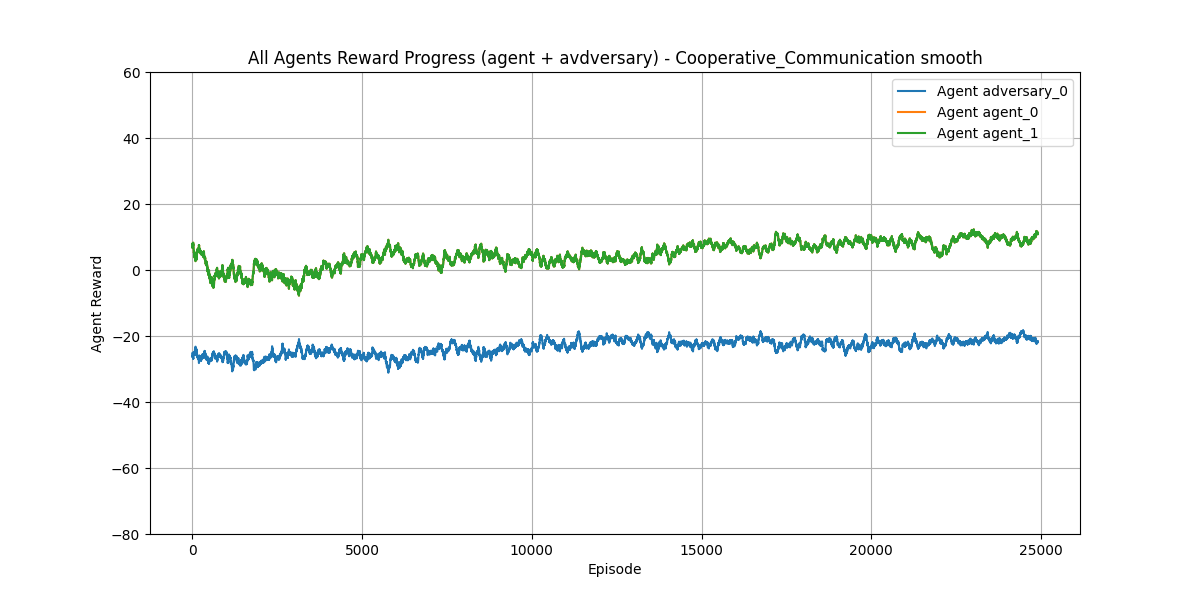 All Agents Reward Progress (agent + avdversary) - Cooperative_Communication smooth
Agent adversary_0
Agent agent_0
Agent agent_1
Agent Reward
60
40
20
0
−20
−40
−60
−80
0
5000
10000
15000
20000
25000
Episode